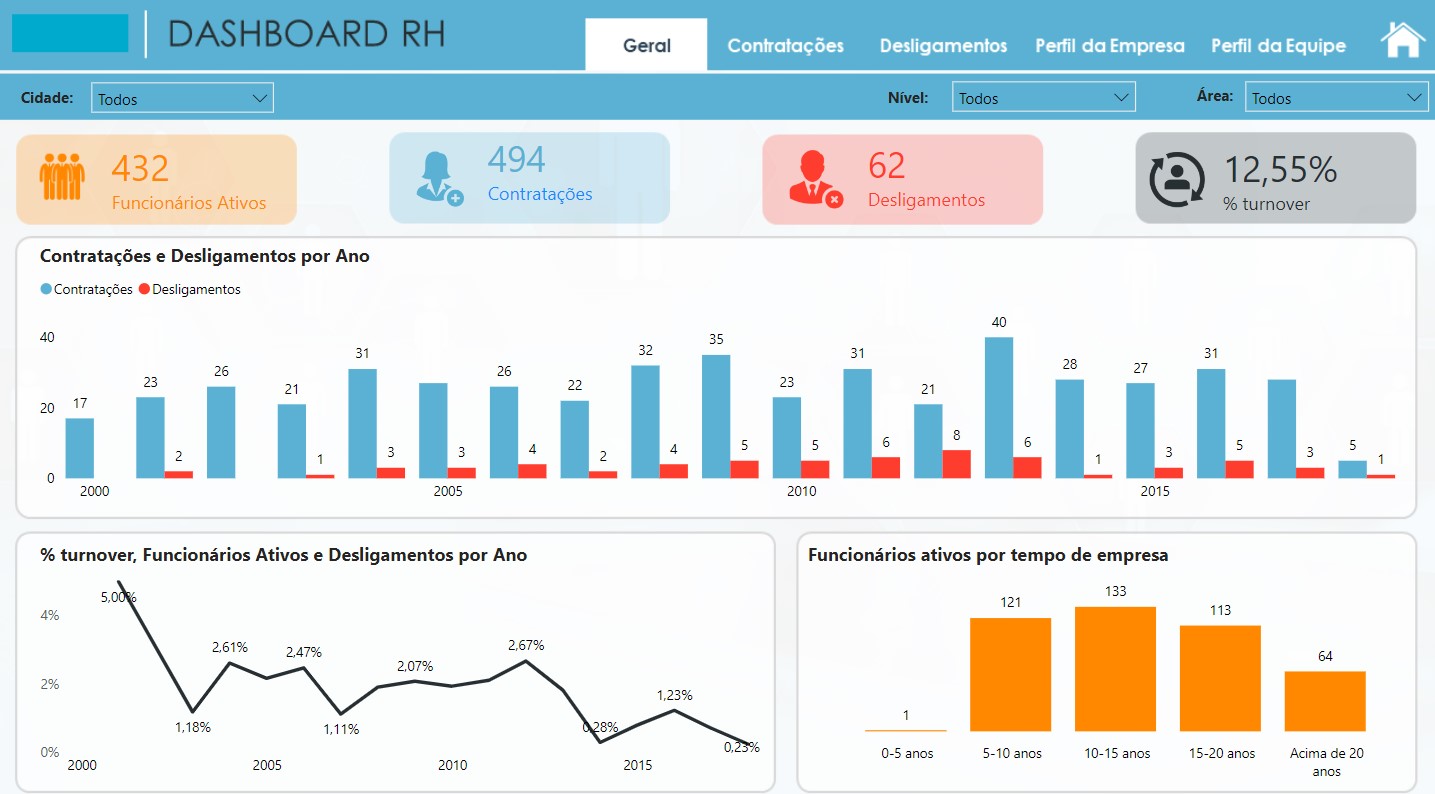 DASHBOARD RH
Geral
Contratações
Desligamentos
Perfil da Empresa
Perfil da Equipe
Cidade:
Todos
Nível:
Todos
Área:
Todos
432
Funcionários Ativos
494
Contratações
62
Desligamentos
12,55%
% turnover
Contratações e Desligamentos por Ano
Contratações Desligamentos
40
20
0
17
23
2
26
21
1
31
3
3
26
4
22
2
32
4
35
5
23
5
31
6
21
8
40
6
28
1
27
3
31
5
3
5
1
2000
2005
2010
2015
% turnover, Funcionários Ativos e Desligamentos por Ano
4%
2%
0%
5,00%
1,18%
2,61%
2,47%
1,11%
2,07%
2,67%
0,28%
1,23%
0,23%
2000
2005
2010
2015
Funcionários ativos por tempo de empresa
1
121
133
113
64
0-5 anos
5-10 anos
10-15 anos
15-20 anos
Acima de 20
anos